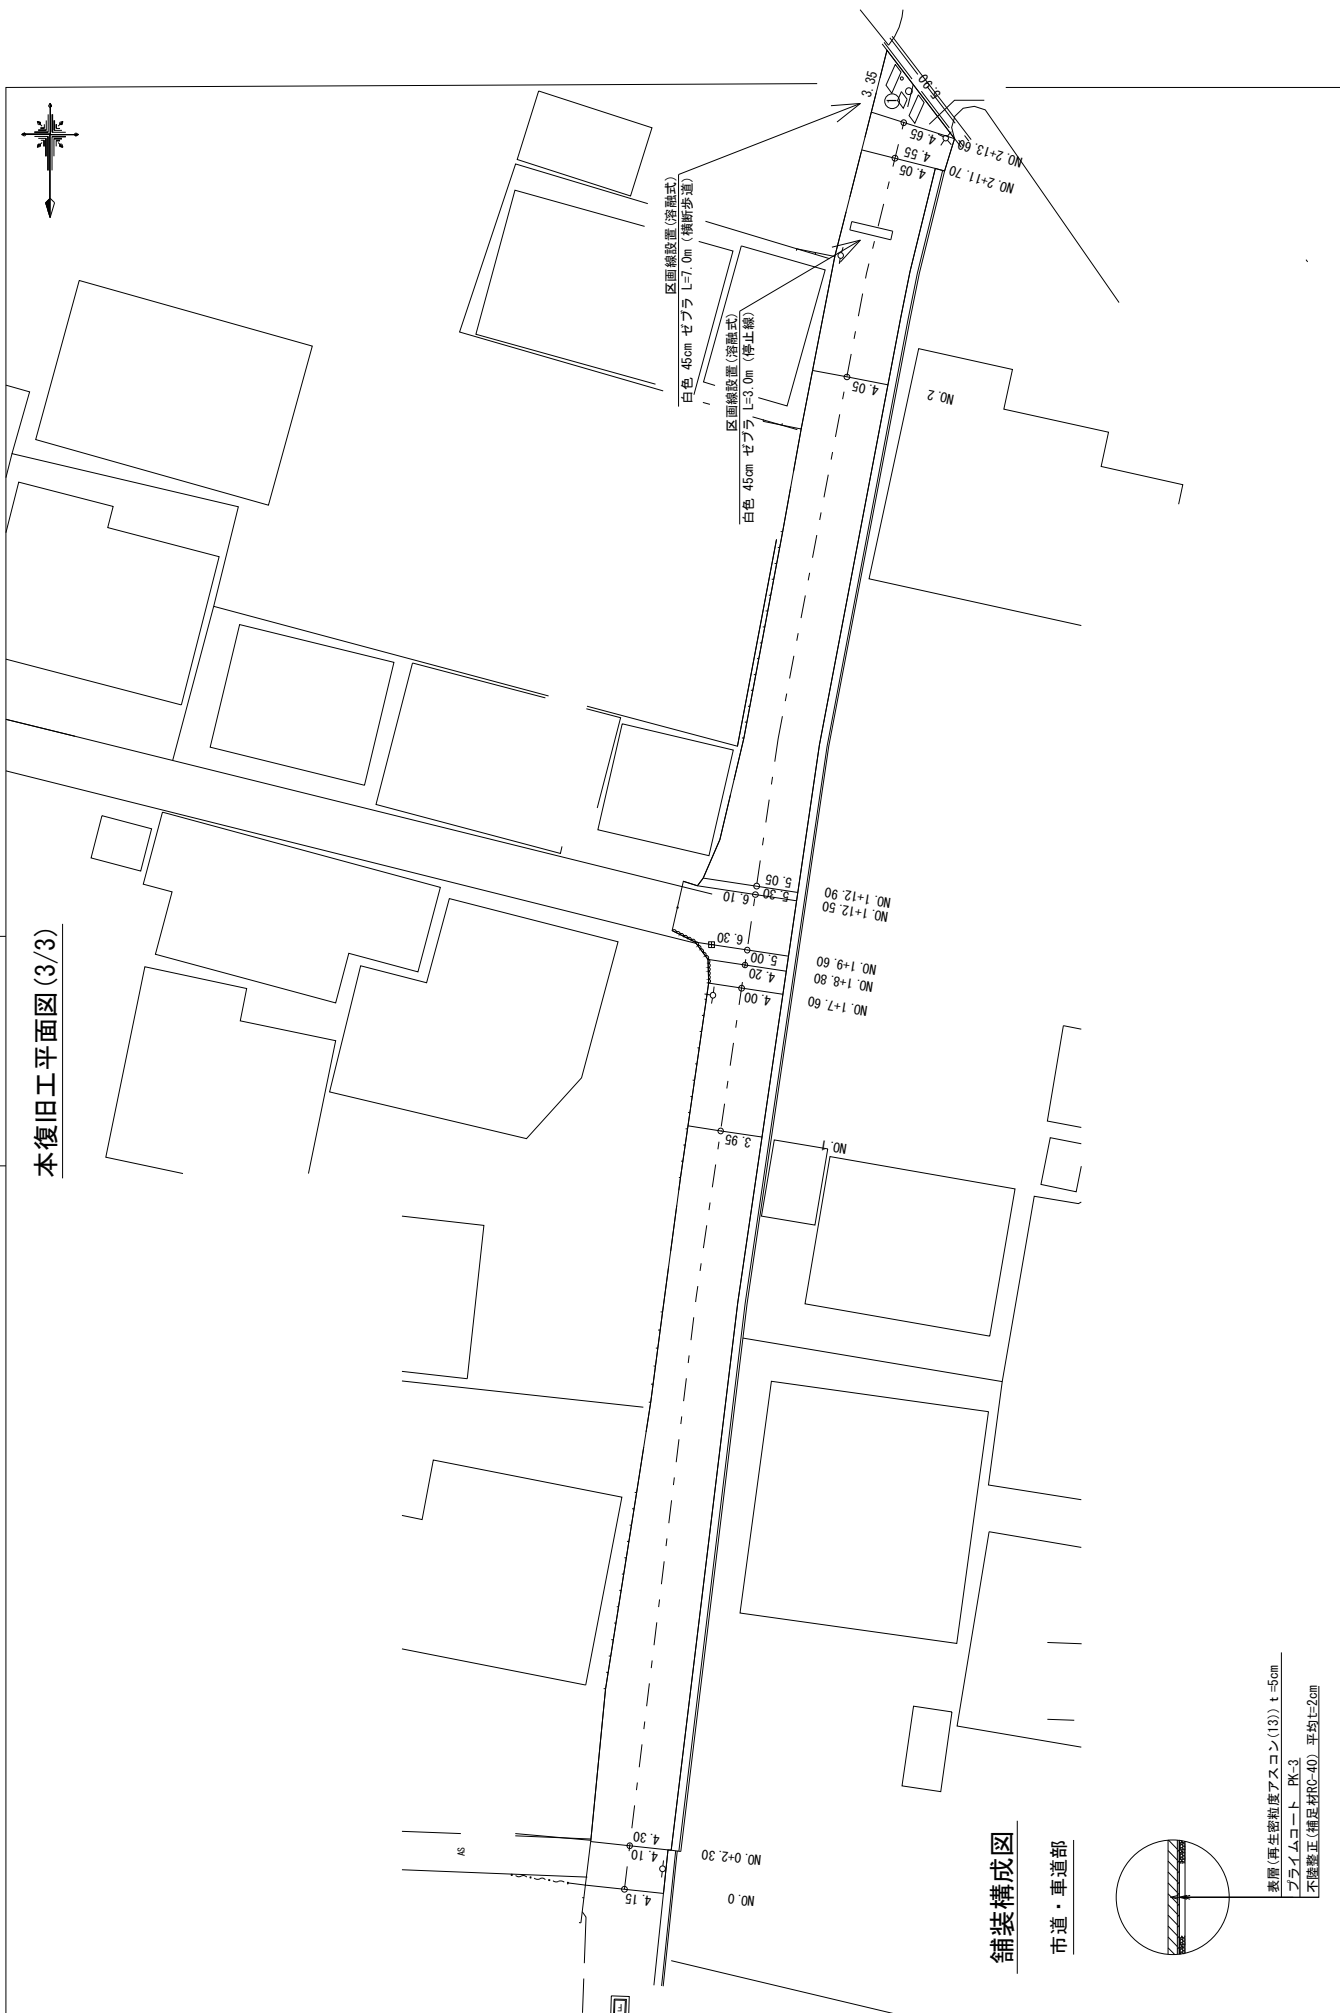 本復旧工平面図(3/3)
区画線設置(溶融式)
白色 45cm ゼブラ L=7.0m (横断歩道)
区画線設置(溶融式)
白色 45cm ゼブラ L=3.0m (停止線)
3.35
5.90
1
4.65
4.55
4.05
NO.2+13.60
NO.2+11.70
4.05
NO.2
5.05
5.30
6.10
NO.1+12.90
NO.1+12.50
6.30
5.00
4.20
4.00
NO.1+9.60
NO.1+8.80
NO.1+7.60
3.95
NO.1
4.30
4.10
NO.0+2.30
4.15
NO.0
AS
舗装構成図
市道・車道部
表層(再生密粒度アスコン(13)) t=5cm
プライムコート PK-3
不陸整正(補足材RC-40) 平均t=2cm